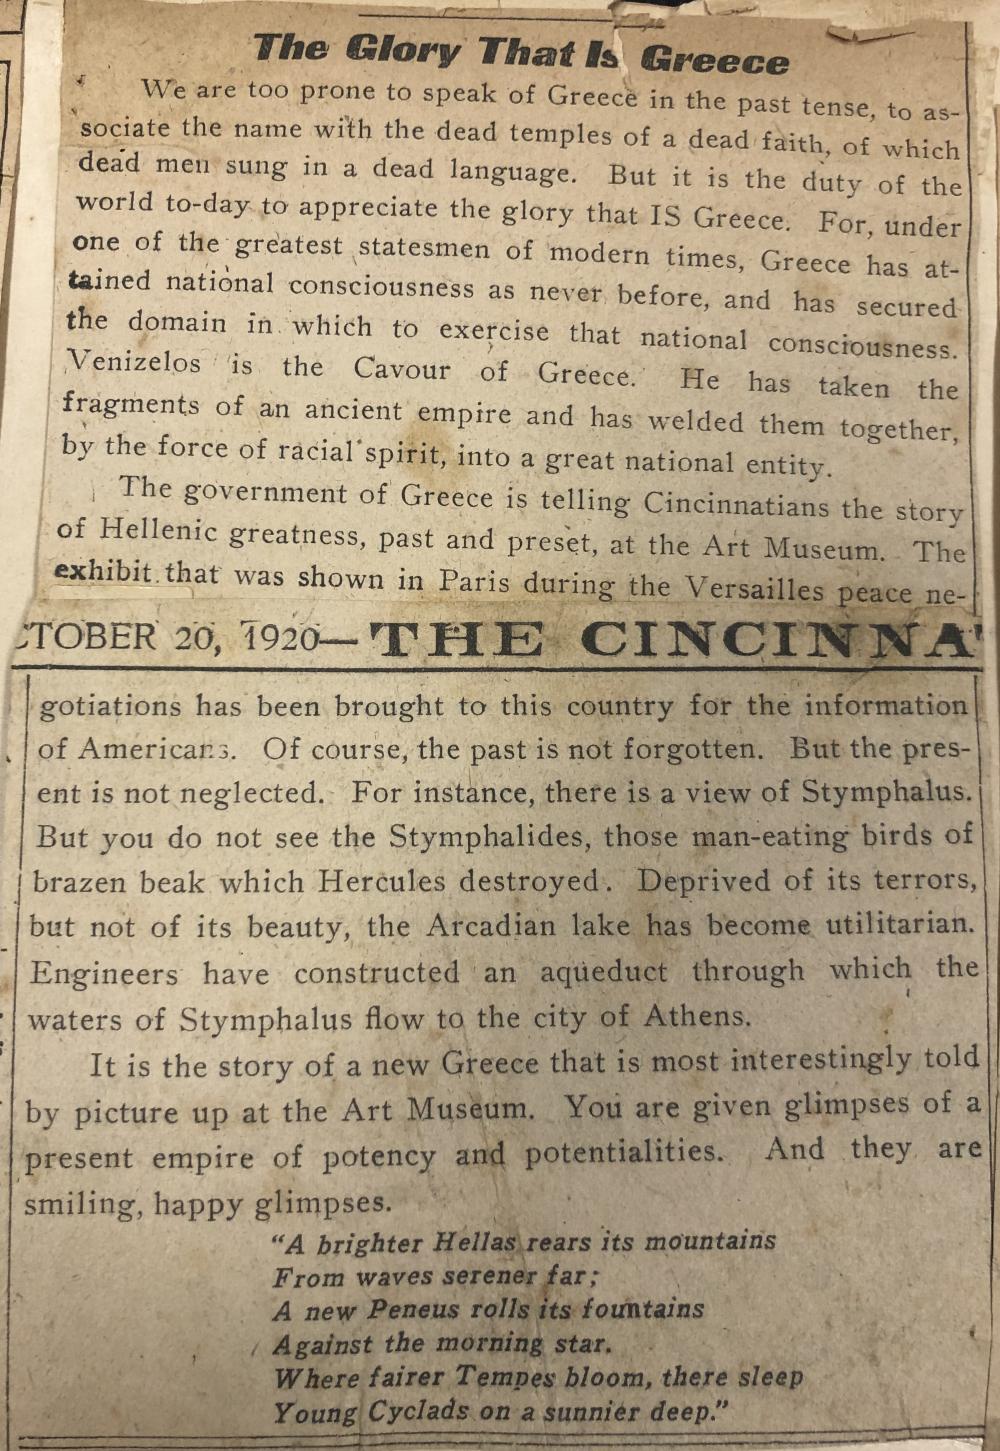 The Glory That Is Greece
We are too prone to speak of Greece in the past tense, to as-
sociate the name with the dead temples of a dead faith, of which
dead men sung in a dead language. But it is the duty of the
world to-day to appreciate the glory that IS Greece. For, under
one of the greatest statesmen of modern times, Greece has at-
tained national consciousness as never before, and has secured
the domain in which to exercise that national consciousness.
Venizelos is the Cavour of Greece. He has taken the
fragments of an ancient empire and has welded them together,
by the force of racial spirit, into a great national entity.
The government of Greece is telling Cincinnatians the story
of Hellenic greatness, past and preset, at the Art Museum. The
exhibit that was shown in Paris during the Versailles peace ne-
CTOBER 20, 1920—THE CINCINNA
gotiations has been brought to this country for the information
of Americans. Of course, the past is not forgotten. But the pres-
ent is not neglected. For instance, there is a view of Stymphalus.
But you do not see the Stymphalides, those man-eating birds of
brazen beak which Hercules destroyed. Deprived of its terrors,
but not of its beauty, the Arcadian lake has become utilitarian.
Engineers have constructed an aqueduct through which the
waters of Stymphalus flow to the city of Athens.
It is the story of a new Greece that is most interestingly told
by picture up at the Art Museum. You are given glimpses of a
present empire of potency and potentialities. And they are
smiling, happy glimpses.
"A brighter Hellas rears its mountains
From waves serener far;
A new Peneus rolls its fountains
Against the morning star.
Where fairer Tempes bloom, there sleep
Young Cyclads on a sunnier deep."